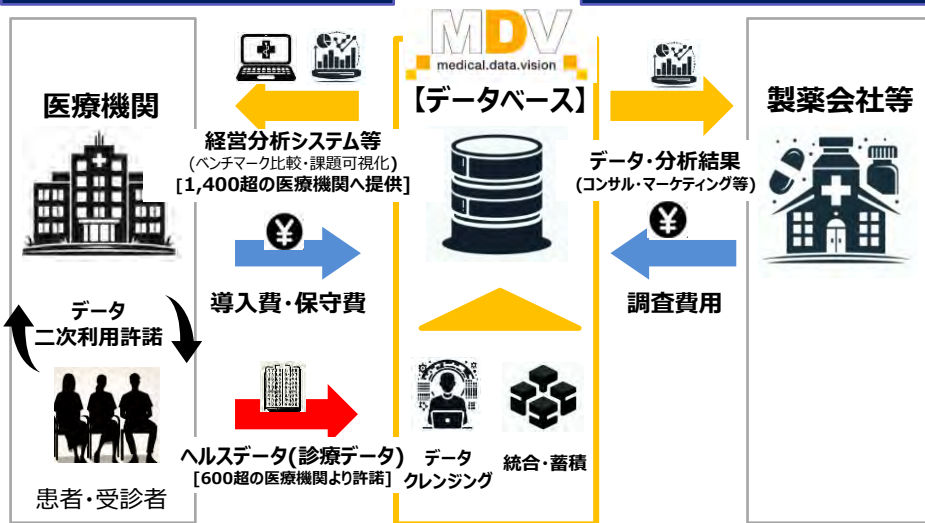 医療機関
データ
二次利用許諾
患者・受診者
経営分析システム等
(ベンチマーク比較・課題可視化)
[1,400超の医療機関へ提供]
¥
導入費・保守費
ヘルスデータ(診療データ)
[600超の医療機関より許諾]
MDV
medical.data.vision
【データベース】
データ
クレンジング
統合・蓄積
データ・分析結果
(コンサル・マーケティング等)
¥
調査費用
製薬会社等